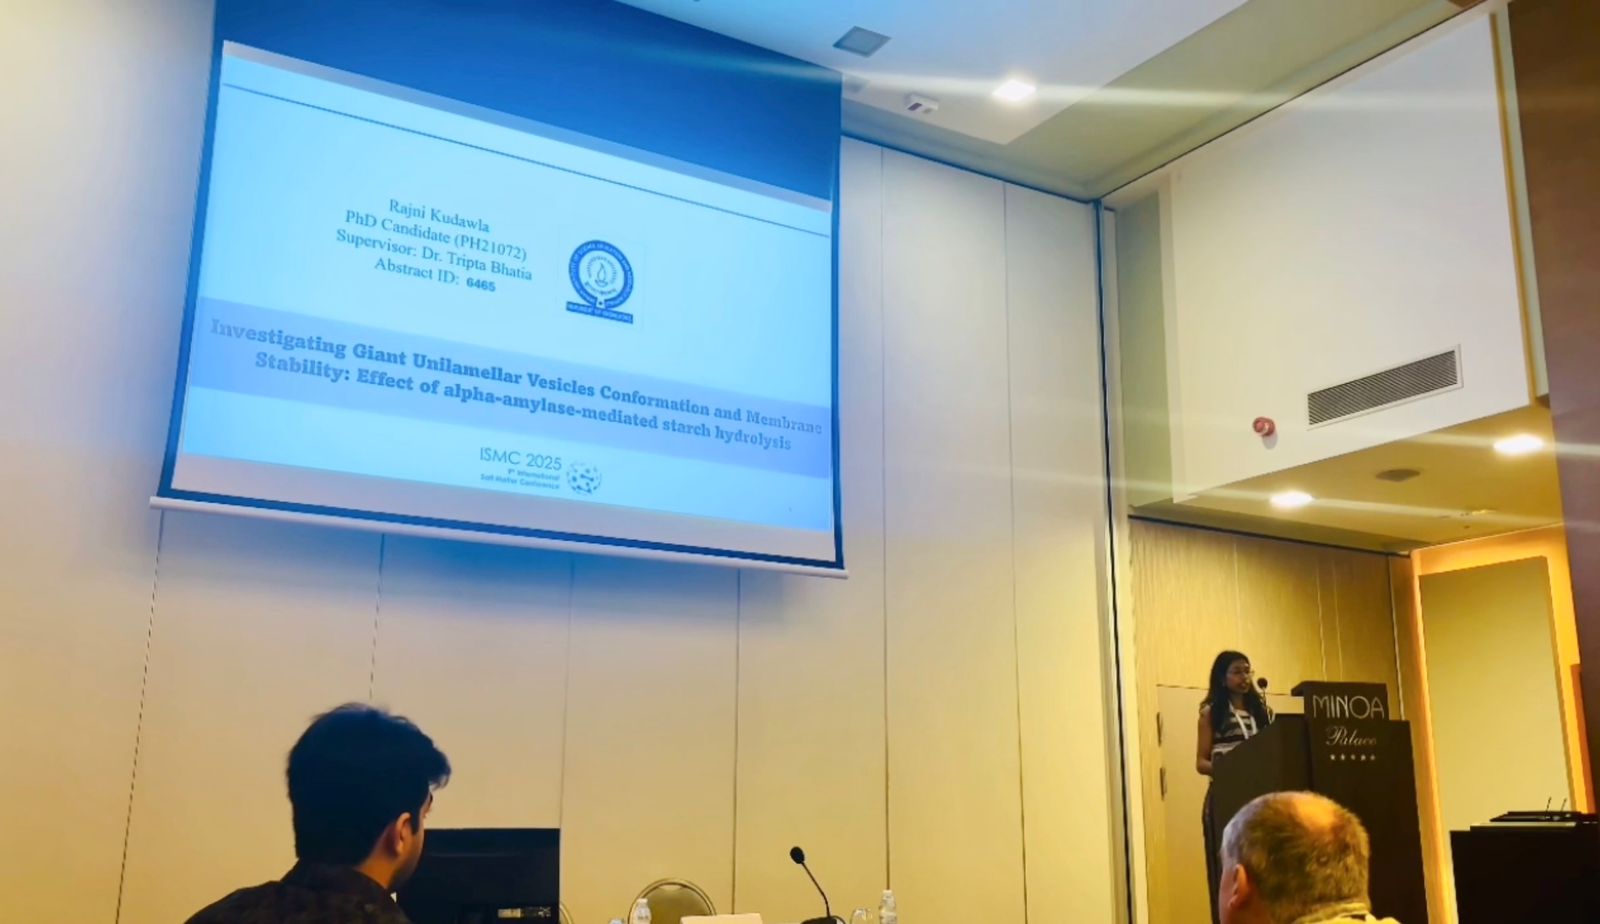 Rajni Kudawla
PhD Candidate (PH21072)
Supervisor: Dr. Tripta Bhatia
Abstract ID: 6465
Investigating Giant Unilamellar Vesicles Conformation and Membrane
Stability: Effect of alpha-amylase-mediated starch hydrolysis
ISMC 2025
International
Soft Matter Conference
MINOA
Palace